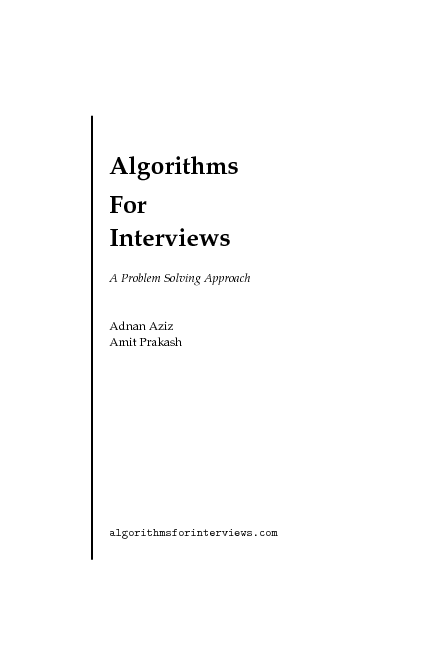 Algorithms
For
Interviews
A Problem Solving Approach
Adnan Aziz
Amit Prakash
algorithmsforinterviews.com